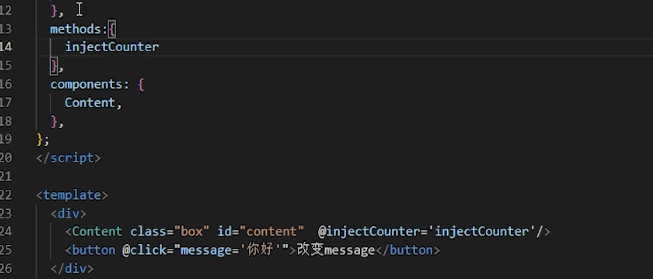 12 },
13 methods:{
14 injectCounter
15 },
16 components: {
17 Content,
18 },
19 };
20 </script>
21
22 <template>
23 <div>
24 <Content class="box" id="content"  @injectCounter='injectCounter'/>
25 <button @click="message='你好'">改变message</button>
26 </div>